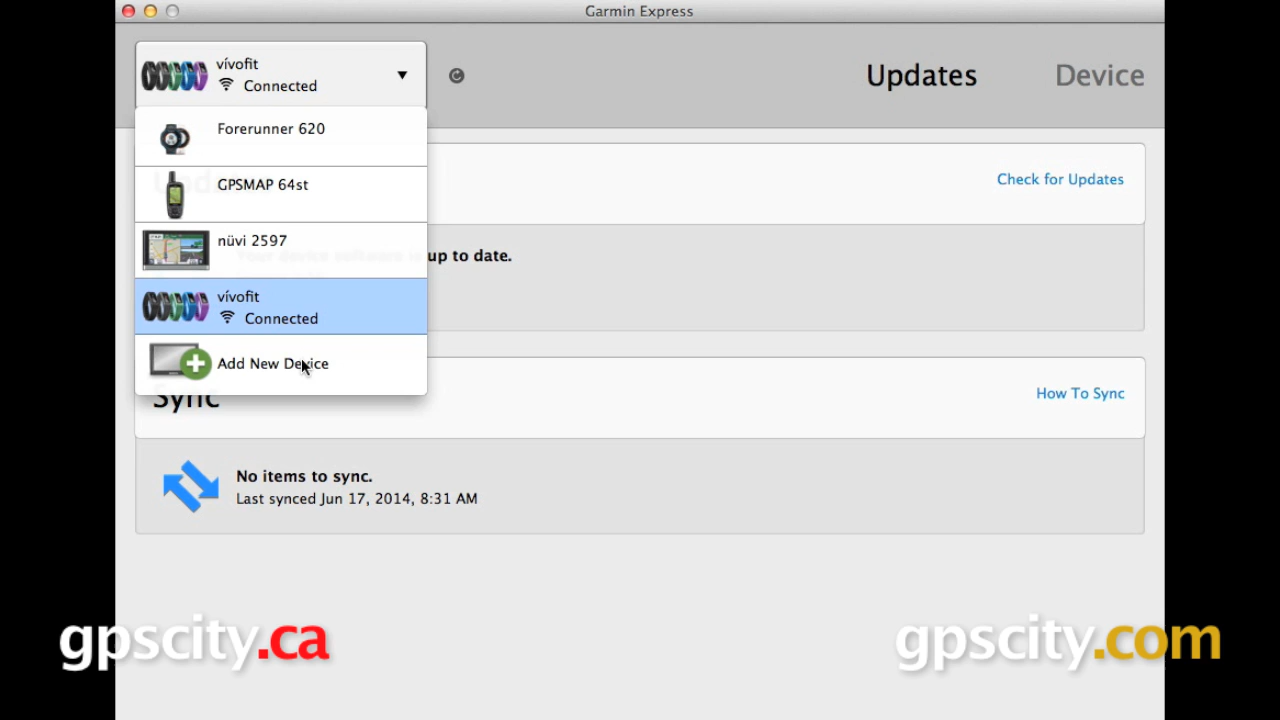 Garmin Express
vívofit
Connected
Updates
Device
Forerunner 620
GPSMAP 64st
Check for Updates
nüvi 2597
up to date.
vívofit
Connected
Add New Device
Sync
How To Sync
No items to sync.
Last synced Jun 17, 2014, 8:31 AM
gpscity.ca
gpscity.com